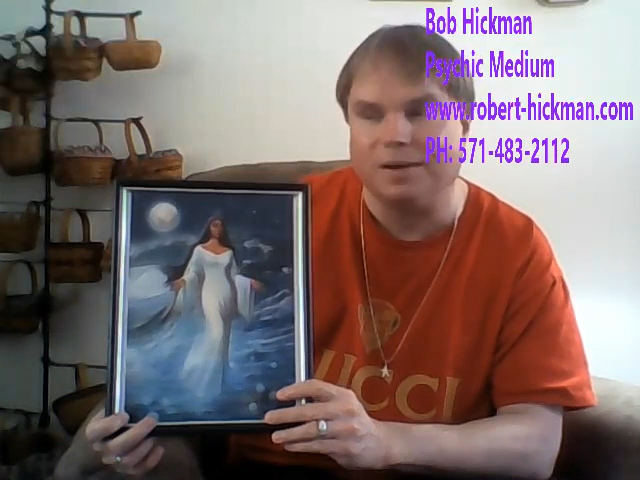 Bob Hickman
Psychic Medium
www.robert-hickman.com
PH: 571-483-2112
UCCI